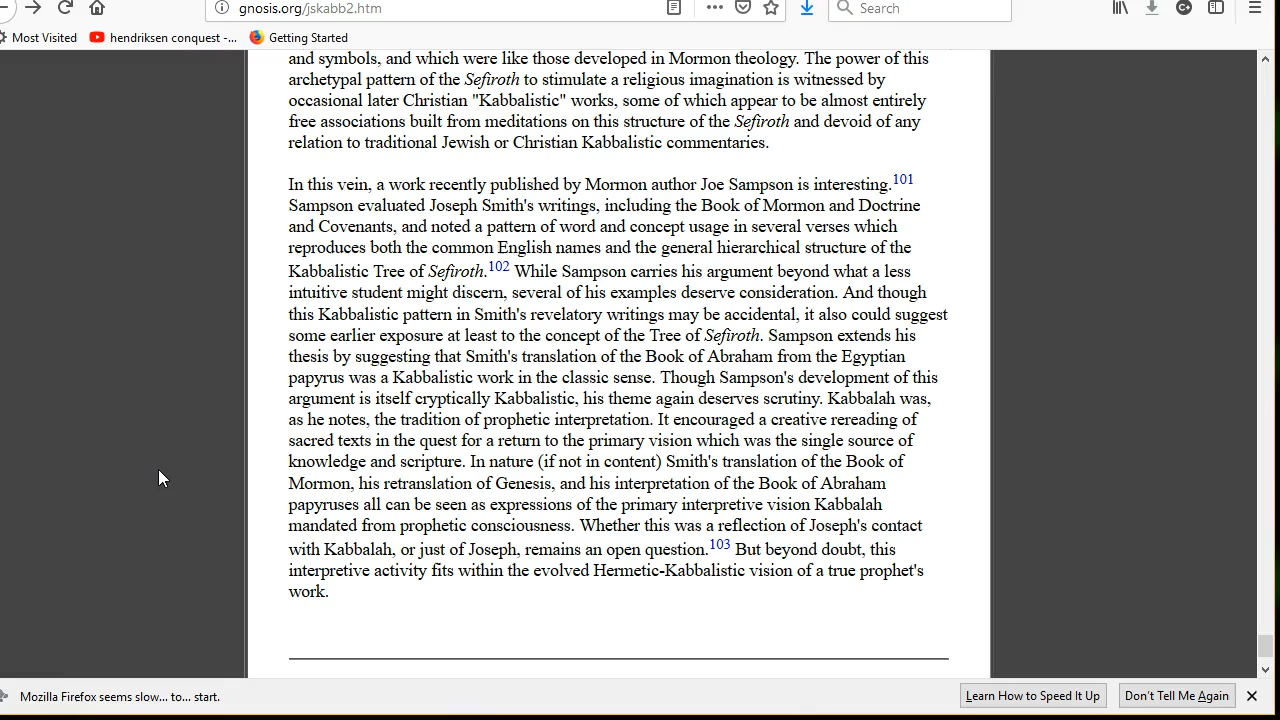 gnosis.org/jskabb2.htm
Search
Most Visited
hendriksen conquest -...
Getting Started
and symbols, and which were like those developed in Mormon theology. The power of this
archetypal pattern of the Sefiroth to stimulate a religious imagination is witnessed by
occasional later Christian "Kabbalistic" works, some of which appear to be almost entirely
free associations built from meditations on this structure of the Sefiroth and devoid of any
relation to traditional Jewish or Christian Kabbalistic commentaries.
In this vein, a work recently published by Mormon author Joe Sampson is interesting.101
Sampson evaluated Joseph Smith's writings, including the Book of Mormon and Doctrine
and Covenants, and noted a pattern of word and concept usage in several verses which
reproduces both the common English names and the general hierarchical structure of the
Kabbalistic Tree of Sefiroth.102 While Sampson carries his argument beyond what a less
intuitive student might discern, several of his examples deserve consideration. And though
this Kabbalistic pattern in Smith's revelatory writings may be accidental, it also could suggest
some earlier exposure at least to the concept of the Tree of Sefiroth. Sampson extends his
thesis by suggesting that Smith's translation of the Book of Abraham from the Egyptian
papyrus was a Kabbalistic work in the classic sense. Though Sampson's development of this
argument is itself cryptically Kabbalistic, his theme again deserves scrutiny. Kabbalah was,
as he notes, the tradition of prophetic interpretation. It encouraged a creative rereading of
sacred texts in the quest for a return to the primary vision which was the single source of
knowledge and scripture. In nature (if not in content) Smith's translation of the Book of
Mormon, his retranslation of Genesis, and his interpretation of the Book of Abraham
papyruses all can be seen as expressions of the primary interpretive vision Kabbalah
mandated from prophetic consciousness. Whether this was a reflection of Joseph's contact
with Kabbalah, or just of Joseph, remains an open question.103 But beyond doubt, this
interpretive activity fits within the evolved Hermetic-Kabbalistic vision of a true prophet's
work.
Mozilla Firefox seems slow... to... start.
Learn How to Speed It Up
Don't Tell Me Again